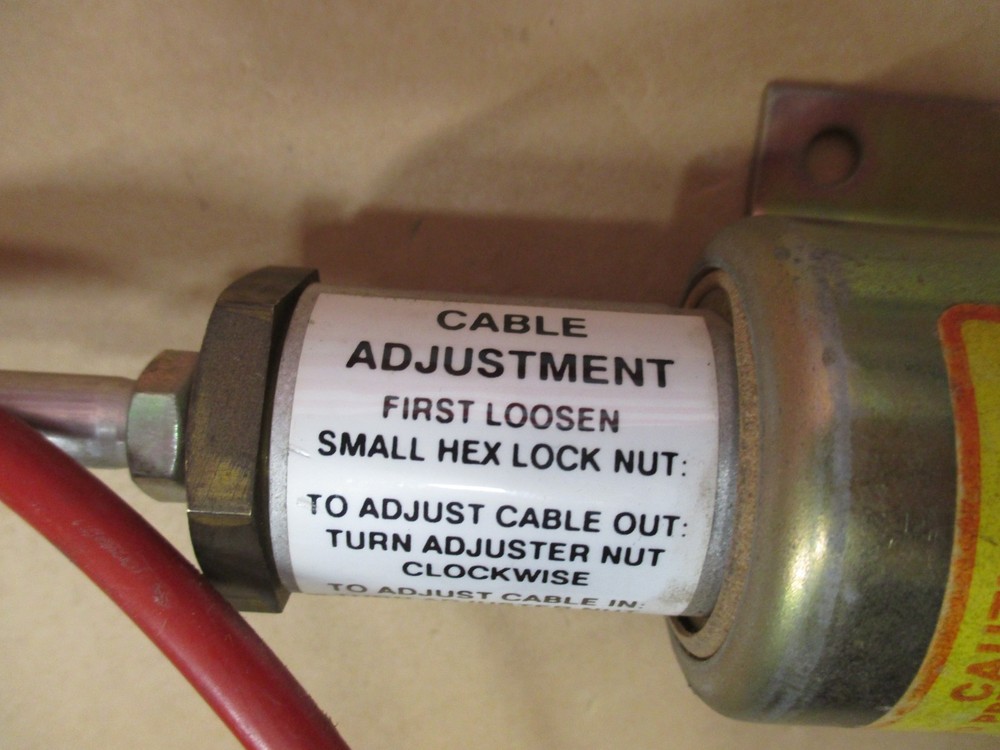 CABLE
ADJUSTMENT
FIRST LOOSEN
SMALL HEX LOCK NUT:
TO ADJUST CABLE OUT:
TURN ADJUSTER NUT
CLOCKWISE
TO ADJUST CABLE IN: